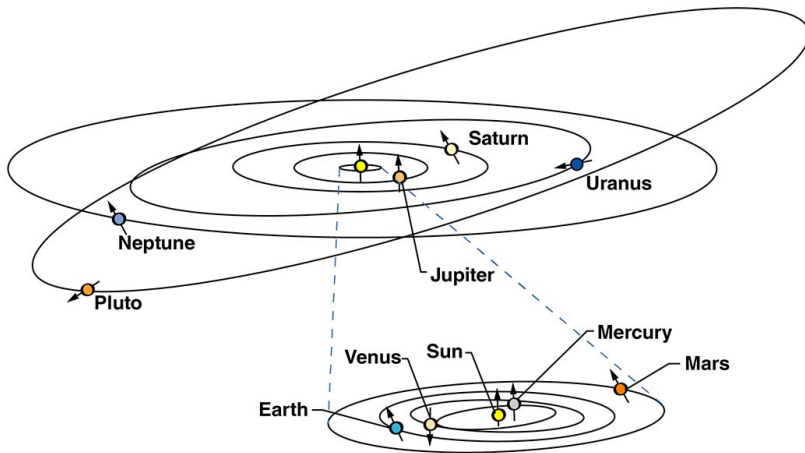 Saturn
Uranus
Neptune
Jupiter
Pluto
Mercury
Sun
Venus
Mars
Earth